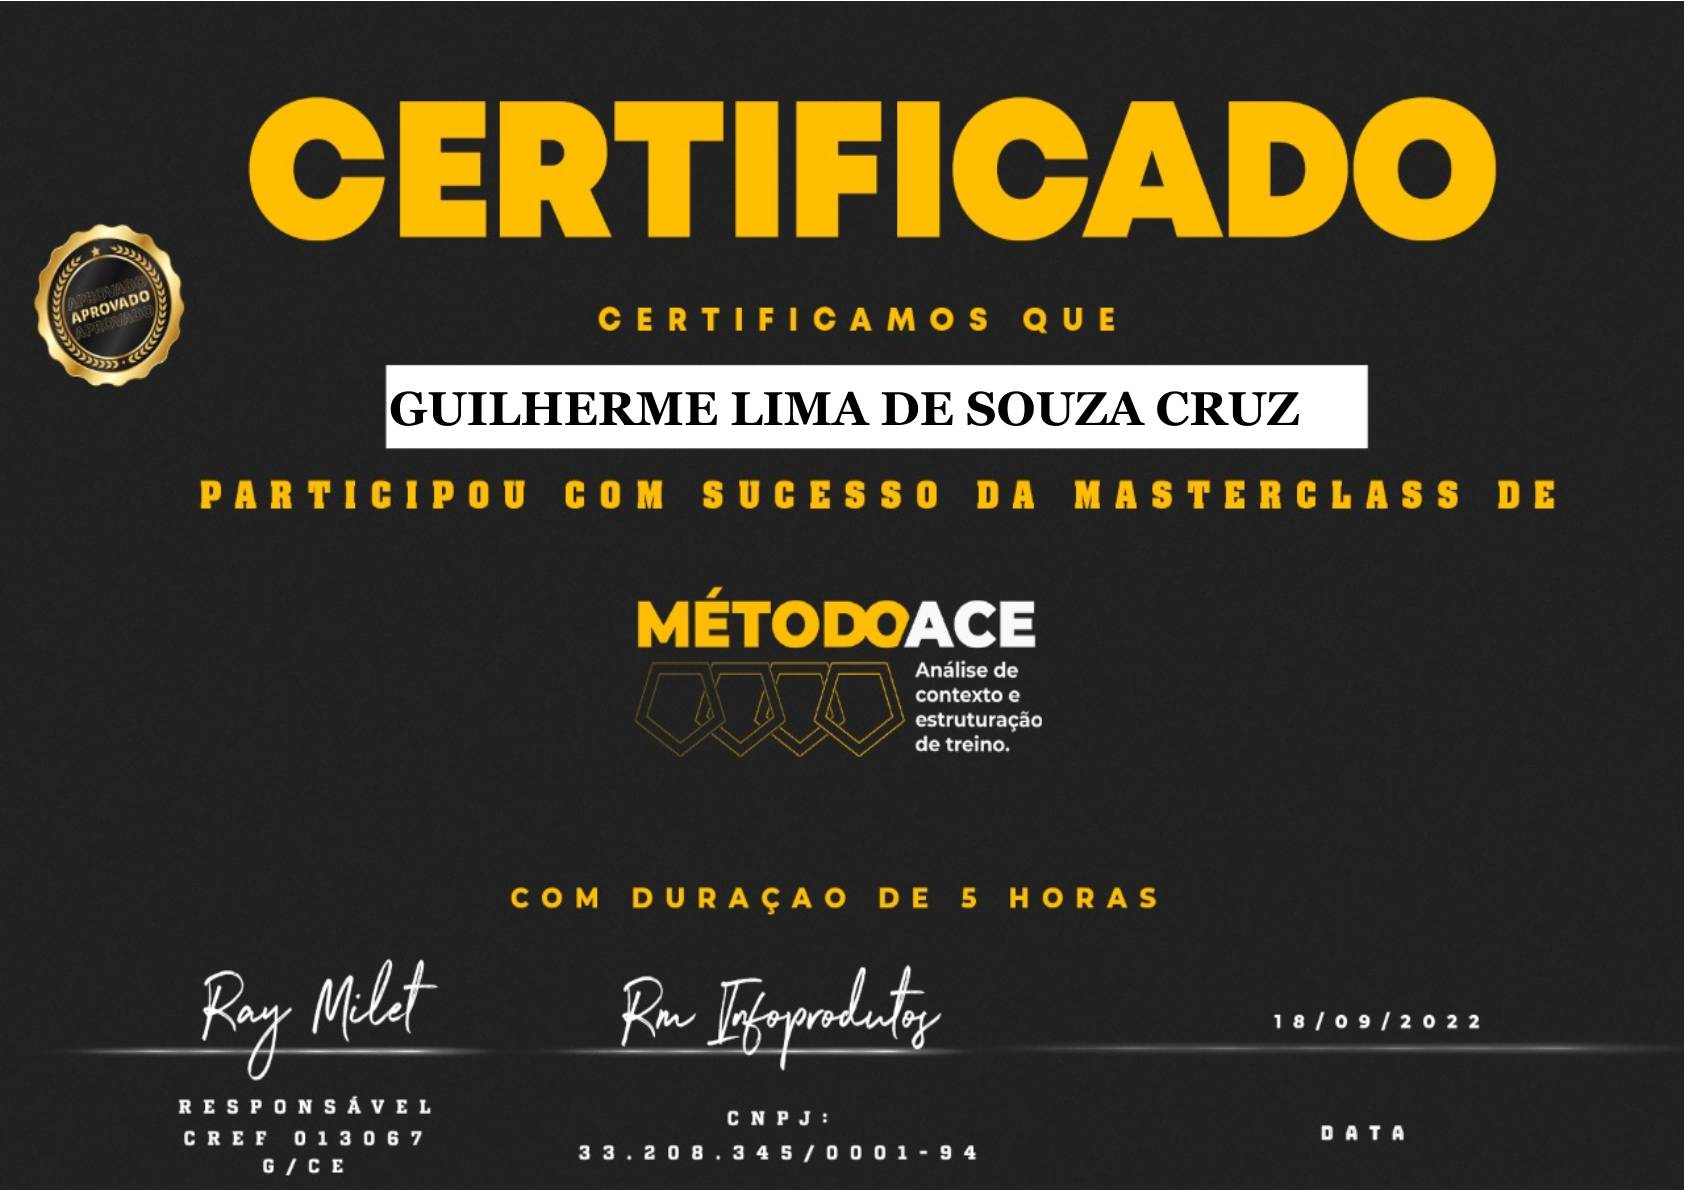 CERTIFICADO
APROVADO
APROVADO
APROVADO
CERTIFICAMOS QUE
GUILHERME LIMA DE SOUZA CRUZ
PARTICIPOU COM SUCESSO DA MASTERCLASS DE
MÉTODOACE
Análise de
contexto e
estruturação
de treino.
COM DURAÇAO DE 5 HORAS
Ray Milet
Rm Infoprodutos
18/09/2022
RESPONSÁVEL
CREF 013067
G/CE
CNPJ:
33.208.345/0001-94
DATA